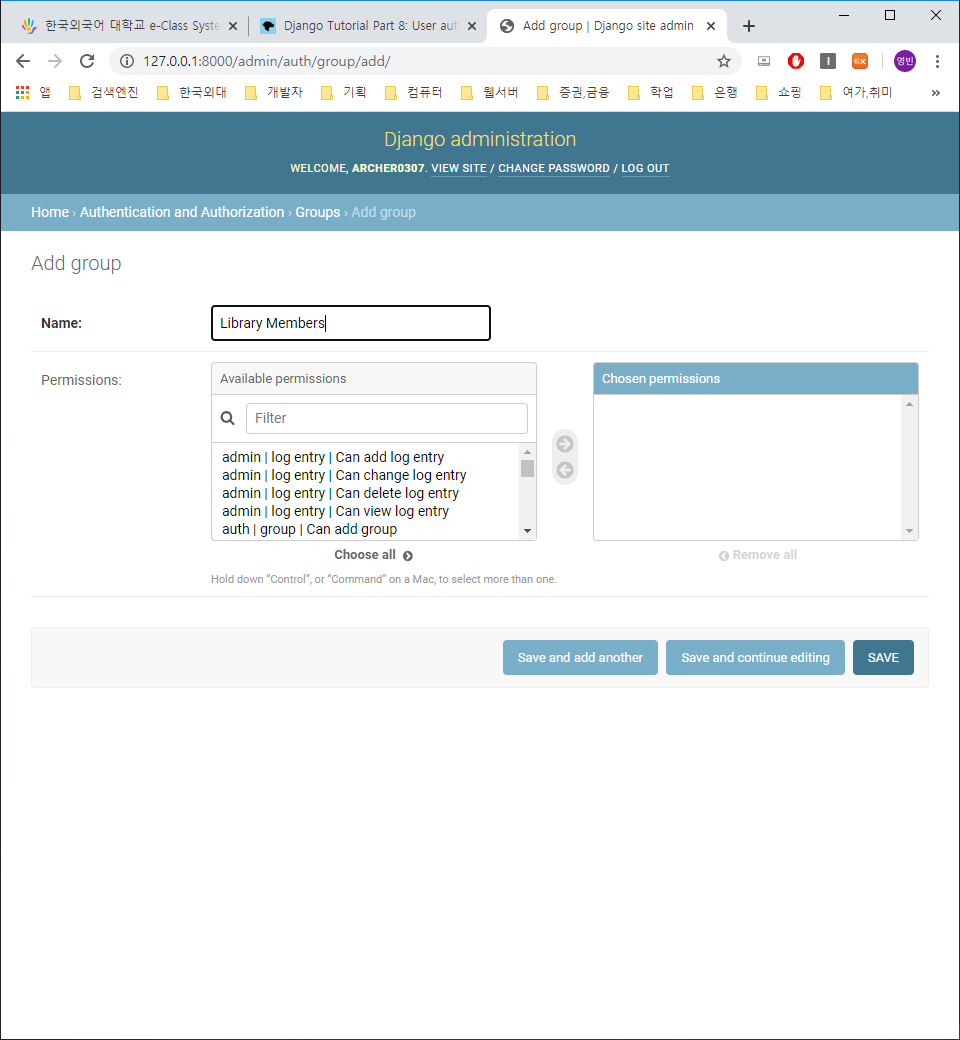 한국외국어 대학교 e-Class Syste
Django Tutorial Part 8: User aut
Add group | Django site admin
127.0.0.1:8000/admin/auth/group/add/
영빈
앱 검색엔진 한국외대 개발자 기획 컴퓨터 웹서버 증권,금융 학업 은행 쇼핑 여가,취미 »
Django administration
WELCOME, ARCHER0307. VIEW SITE / CHANGE PASSWORD / LOG OUT
Home › Authentication and Authorization › Groups › Add group
Add group
Name: Library Members
Permissions:
Available permissions
Filter
admin | log entry | Can add log entry
admin | log entry | Can change log entry
admin | log entry | Can delete log entry
admin | log entry | Can view log entry
auth | group | Can add group
Choose all
Chosen permissions
Remove all
Hold down "Control", or "Command" on a Mac, to select more than one.
Save and add another
Save and continue editing
SAVE